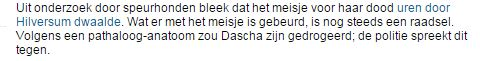 Uit onderzoek door speurhonden bleek dat het meisje voor haar dood uren door
Hilversum dwaalde. Wat er met het meisje is gebeurd, is nog steeds een raadsel.
Volgens een pathaloog-anatoom zou Dascha zijn gedrogeerd; de politie spreekt dit
tegen.